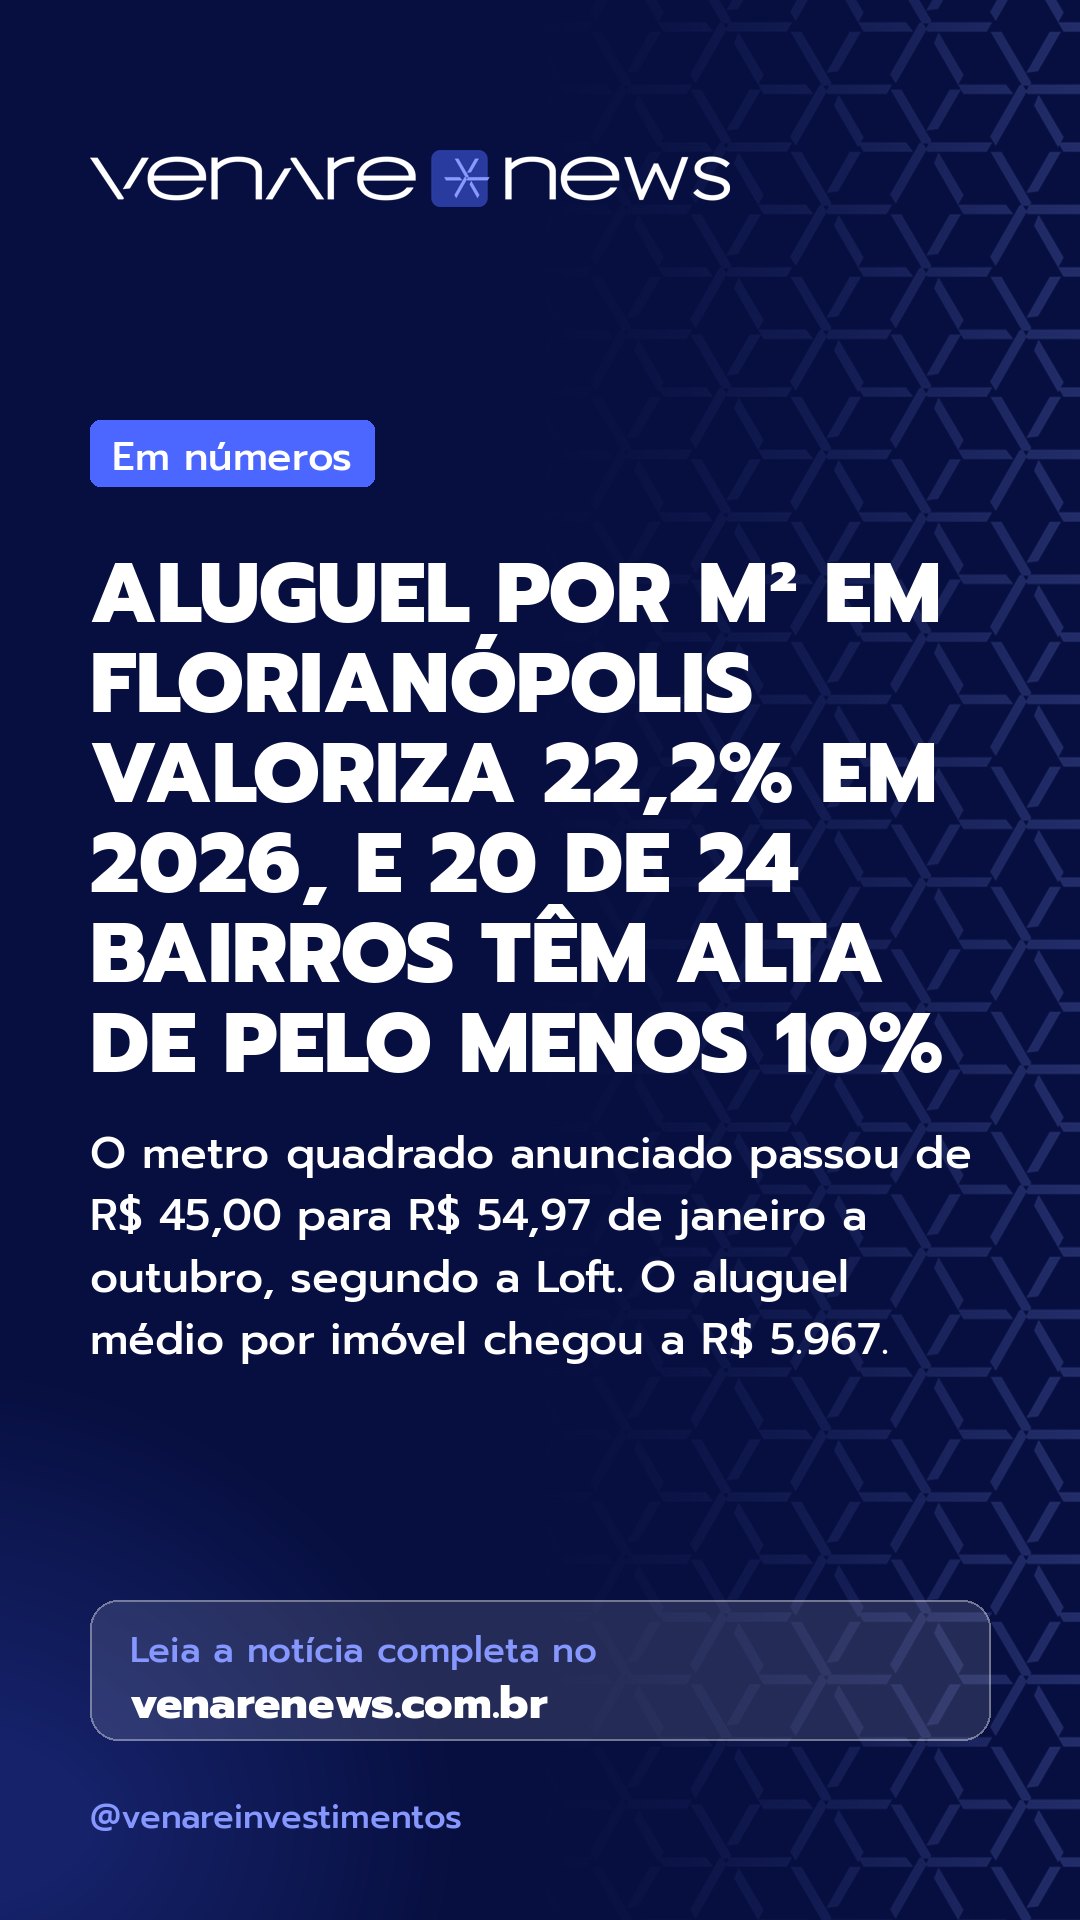 venare news
Em números
ALUGUEL POR M² EM
FLORIANÓPOLIS
VALORIZA 22,2% EM
2026, E 20 DE 24
BAIRROS TÊM ALTA
DE PELO MENOS 10%
O metro quadrado anunciado passou de
R$ 45,00 para R$ 54,97 de janeiro a
outubro, segundo a Loft. O aluguel
médio por imóvel chegou a R$ 5.967.
Leia a notícia completa no
venarenews.com.br
@venareinvestimentos